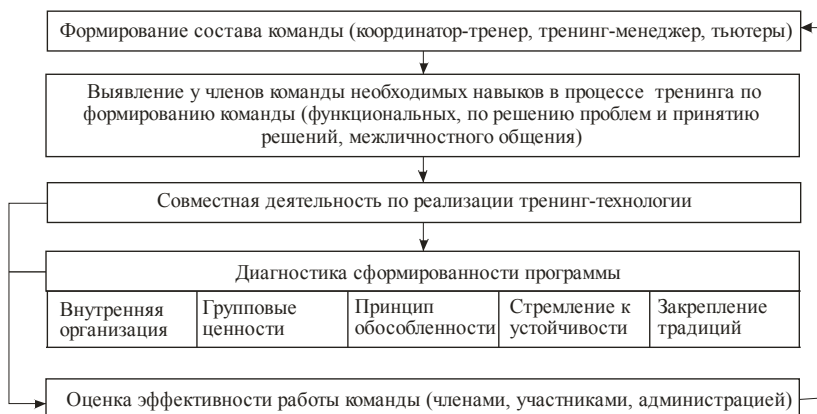 Формирование состава команды (координатор-тренер, тренинг-менеджер, тьютеры)
Выявление у членов команды необходимых навыков в процессе тренинга по
формированию команды (функциональных, по решению проблем и принятию
решений, межличностного общения)
Совместная деятельность по реализации тренинг-технологии
Диагностика сформированности программы
Внутренняя
организация
Групповые
ценности
Принцип
обособленности
Стремление к
устойчивости
Закрепление
традиций
Оценка эффективности работы команды (членами, участниками, администрацией)